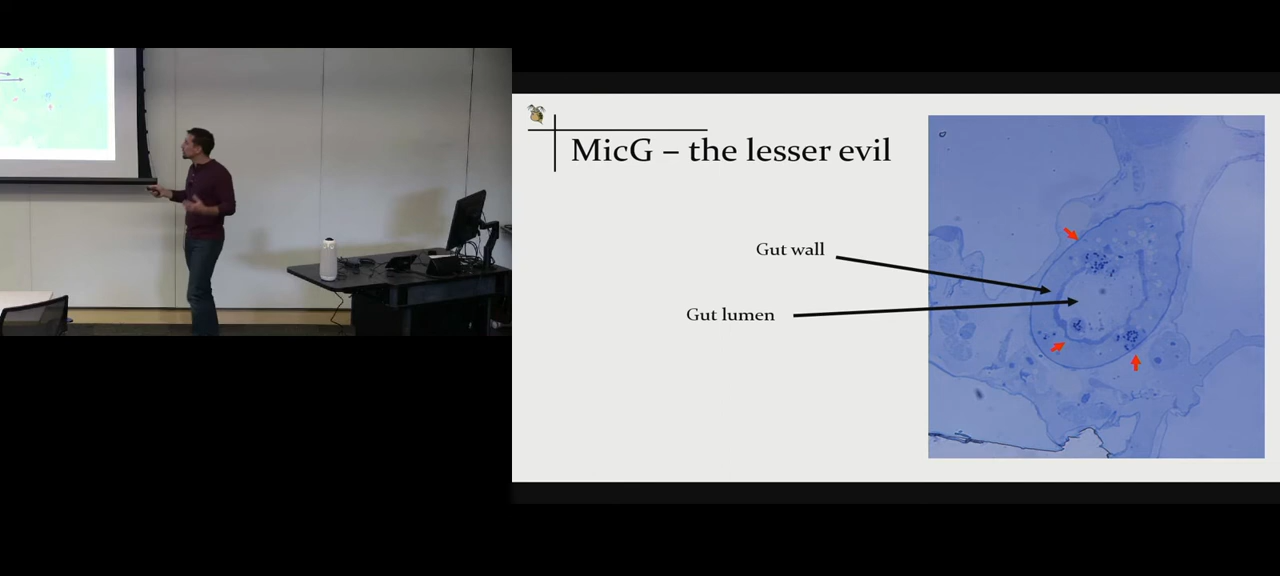 MicG – the lesser evil
Gut wall
Gut lumen